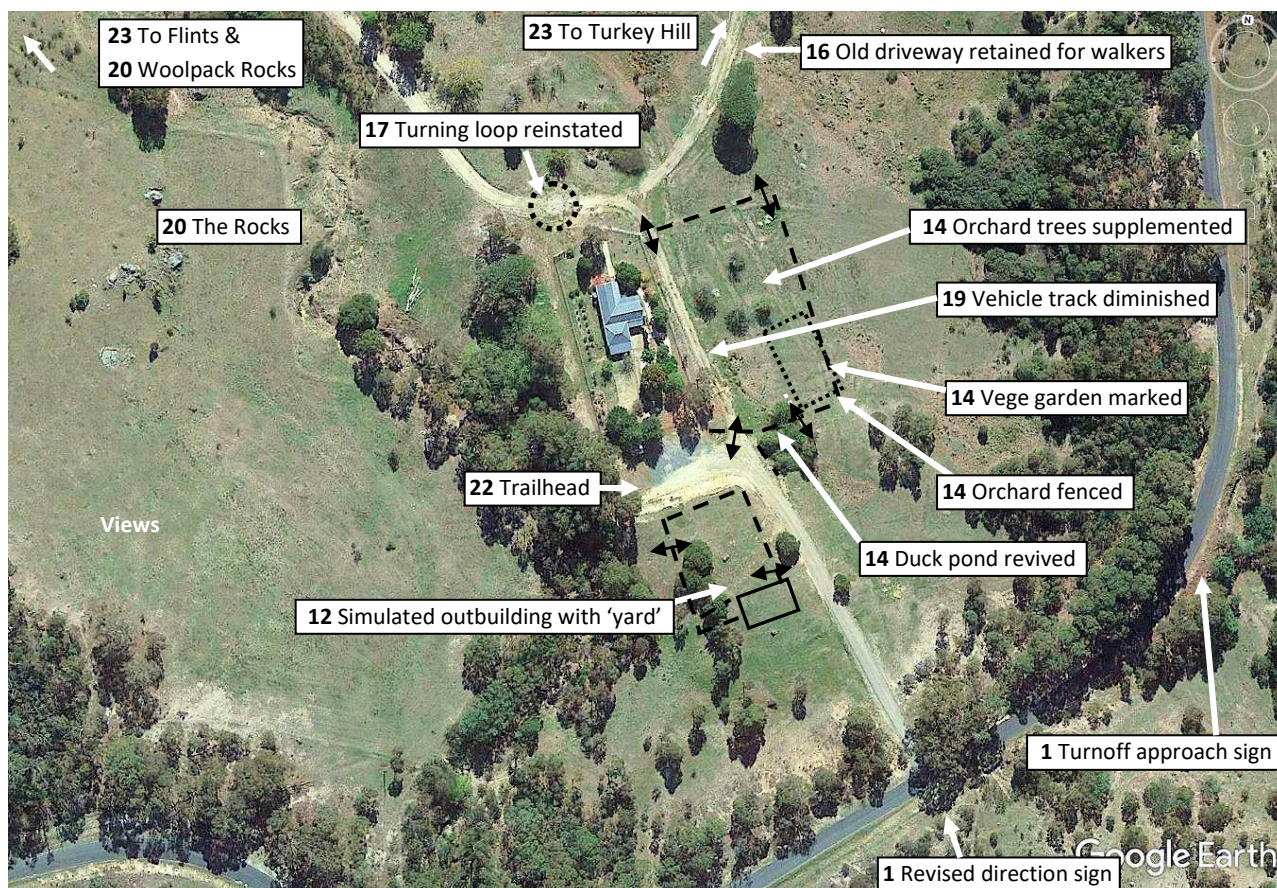 23 To Flints &
20 Woolpack Rocks
23 To Turkey Hill
N
16 Old driveway retained for walkers
17 Turning loop reinstated
20 The Rocks
14 Orchard trees supplemented
19 Vehicle track diminished
14 Vege garden marked
22 Trailhead
14 Orchard fenced
Views
14 Duck pond revived
12 Simulated outbuilding with ‘yard’
1 Turnoff approach sign
Google Earth
1 Revised direction sign